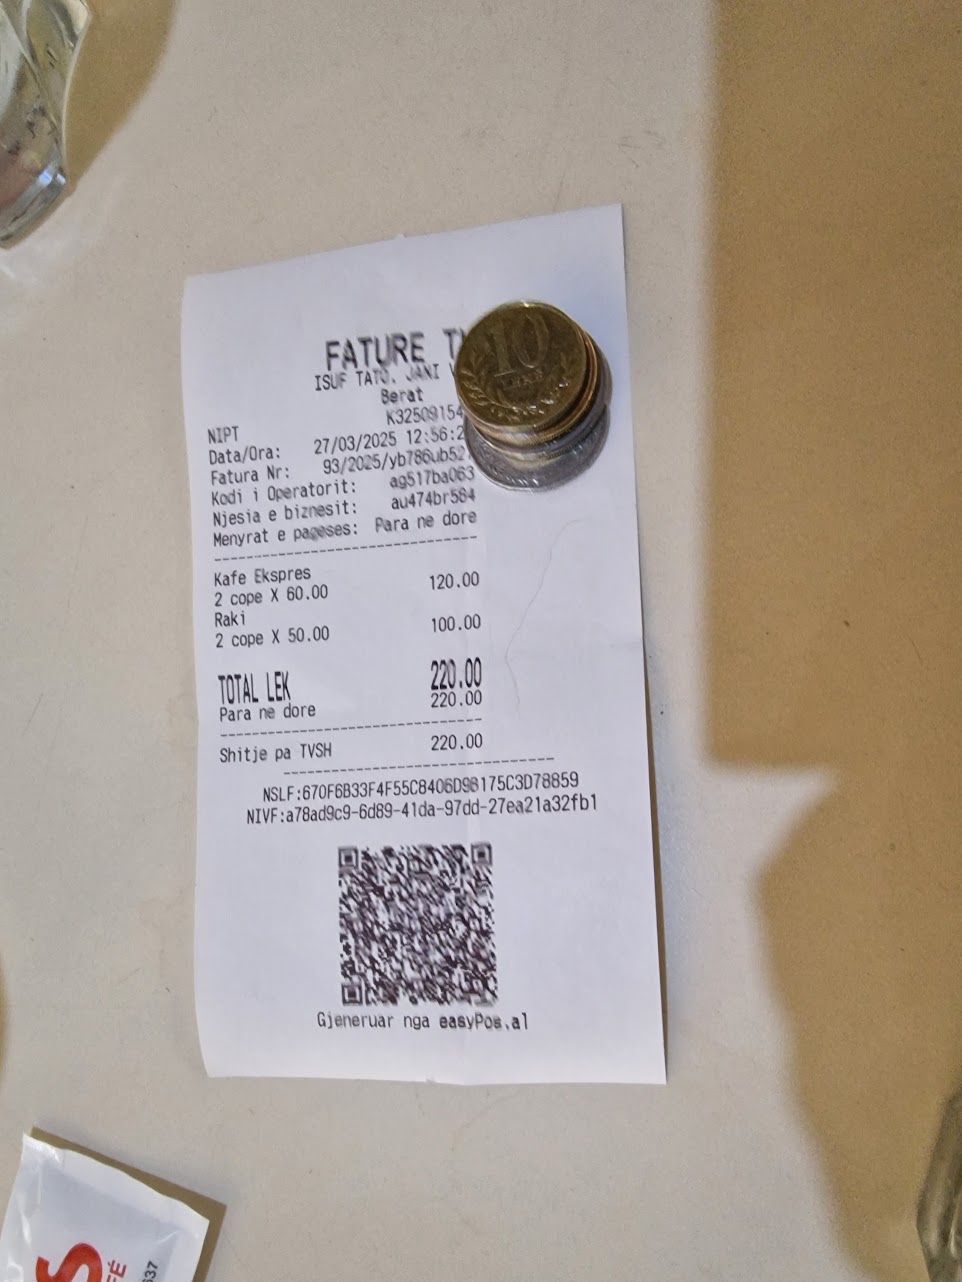 FATURE
ISUF TATO, JANI
Berat
NIPT K32509154
Data/Ora: 27/03/2025 12:56:2
Fatura Nr: 93/2025/yb786ub52
Kodi i Operatorit: ag517ba063
Njesia e biznesit: au474br564
Menyrat e pageses: Para ne dore
Kafe Ekspres
2 cope X 60.00 120.00
Raki
2 cope X 50.00 100.00
TOTAL LEK 220.00
Para ne dore 220.00
Shitje pa TVSH 220.00
NSLF:670F6B33F4F55C8406D98175C3D78859
NIVF:a78ad9c9-6d89-41da-97dd-27ea21a32fb1
Gjeneruar nga easyPos.al
10
LEKË
637